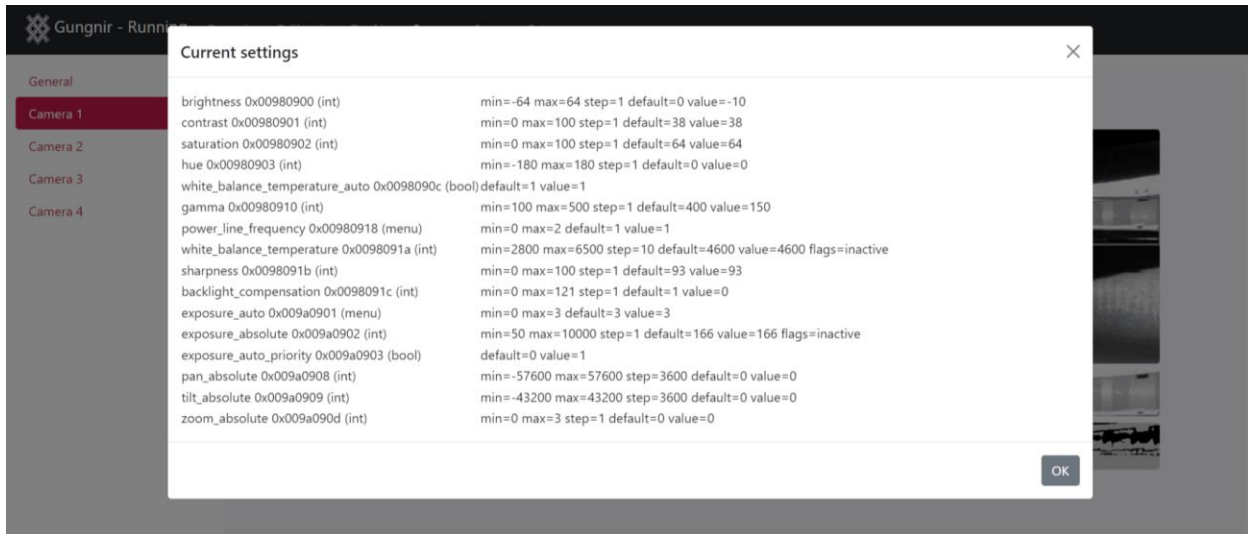 Gungnir - Running
Current settings
General
Camera 1
Camera 2
Camera 3
Camera 4
brightness 0x00980900 (int) min=-64 max=64 step=1 default=0 value=-10
contrast 0x00980901 (int) min=0 max=100 step=1 default=38 value=38
saturation 0x00980902 (int) min=0 max=100 step=1 default=64 value=64
hue 0x00980903 (int) min=-180 max=180 step=1 default=0 value=0
white_balance_temperature_auto 0x0098090c (bool) default=1 value=1
gamma 0x00980910 (int) min=100 max=500 step=1 default=400 value=150
power_line_frequency 0x00980918 (menu) min=0 max=2 default=1 value=1
white_balance_temperature 0x0098091a (int) min=2800 max=6500 step=10 default=4600 value=4600 flags=inactive
sharpness 0x0098091b (int) min=0 max=100 step=1 default=93 value=93
backlight_compensation 0x0098091c (int) min=0 max=121 step=1 default=1 value=0
exposure_auto 0x009a0901 (menu) min=0 max=3 default=3 value=3
exposure_absolute 0x009a0902 (int) min=50 max=10000 step=1 default=166 value=166 flags=inactive
exposure_auto_priority 0x009a0903 (bool) default=0 value=1
pan_absolute 0x009a0908 (int) min=-57600 max=57600 step=3600 default=0 value=0
tilt_absolute 0x009a0909 (int) min=-43200 max=43200 step=3600 default=0 value=0
zoom_absolute 0x009a090d (int) min=0 max=3 step=1 default=0 value=0
OK